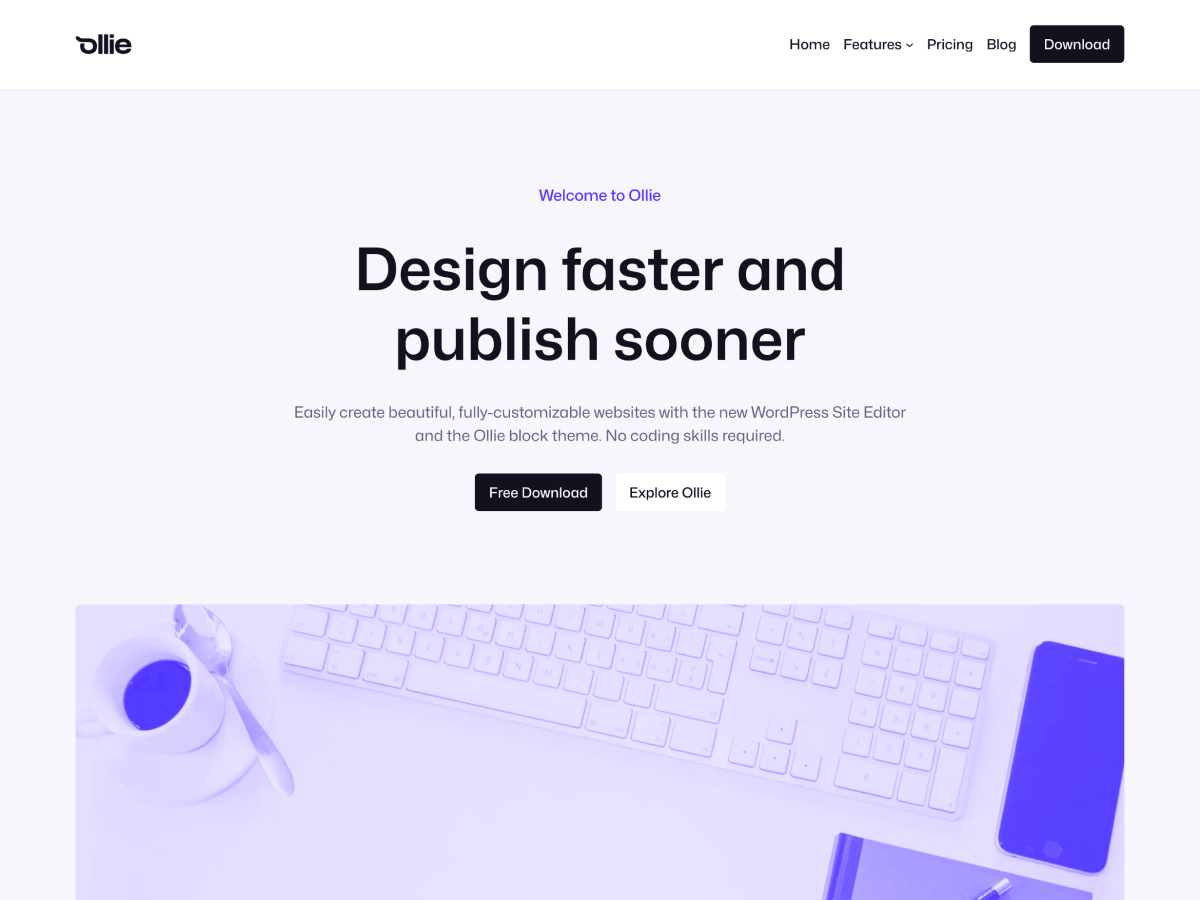 ollie
Home Features Pricing Blog Download
Welcome to Ollie
Design faster and
publish sooner
Easily create beautiful, fully-customizable websites with the new WordPress Site Editor
and the Ollie block theme. No coding skills required.
Free Download Explore Ollie